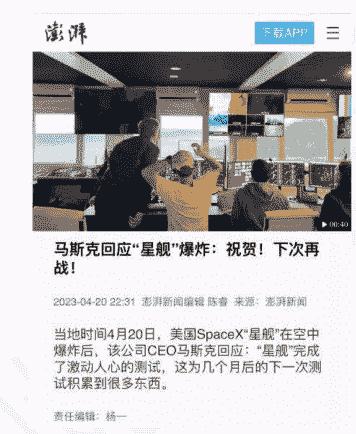 澎湃
下载APP
00:40
马斯克回应“星舰”爆炸：祝贺！下次再
战！
2023-04-20 22:31 澎湃新闻编辑 陈睿 来源：澎湃新闻
当地时间4月20日，美国SpaceX“星舰”在空中
爆炸后，该公司CEO马斯克回应：“星舰”完成
了激动人心的测试，这为几个月后的下一次测
试积累到很多东西。
责任编辑：杨一